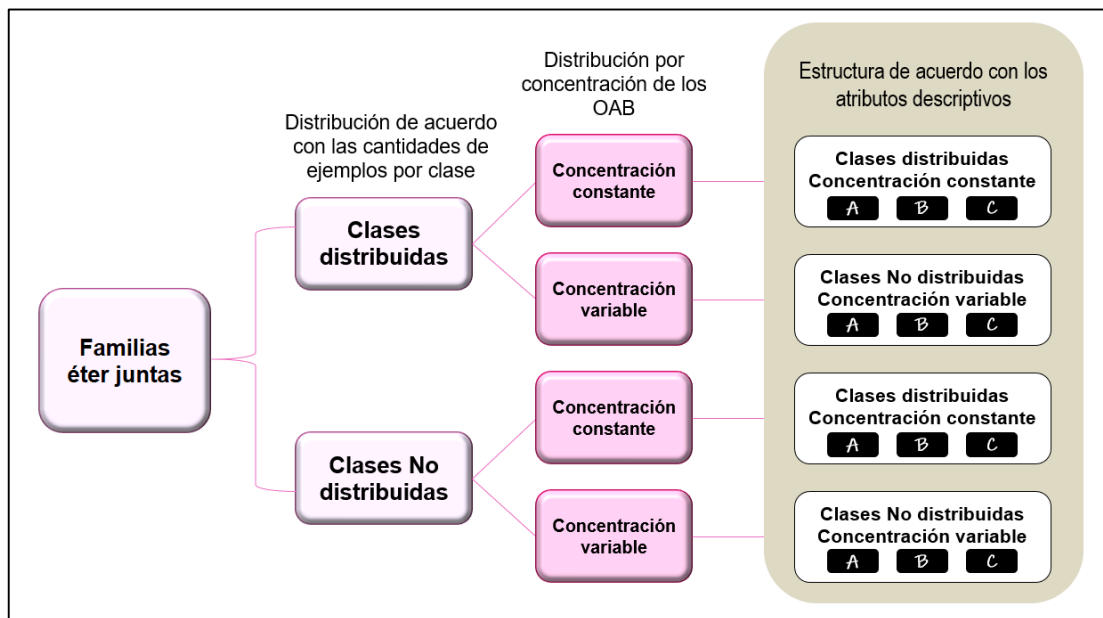 Distribución por
concentración de los
OAB
Estructura de acuerdo con los
atributos descriptivos
Distribución de acuerdo
con las cantidades de
ejemplos por clase
Familias
éter juntas
Clases
distribuidas
Concentración
constante
Clases distribuidas
Concentración constante
A B C
Concentración
variable
Clases No distribuidas
Concentración variable
A B C
Clases No
distribuidas
Concentración
constante
Clases distribuidas
Concentración constante
A B C
Concentración
variable
Clases No distribuidas
Concentración variable
A B C